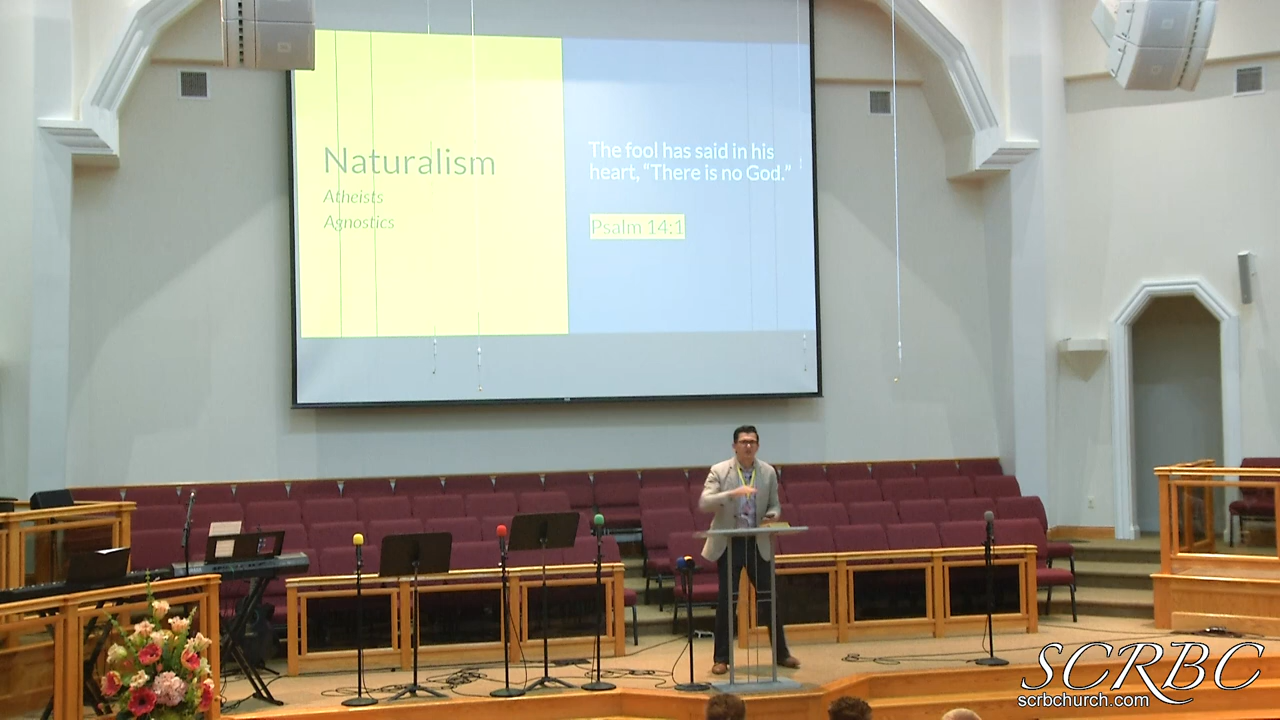 Naturalism
Atheists
Agnostics
The fool has said in his
heart, "There is no God."
Psalm 14:1
SCRBC
scrbchurch.com